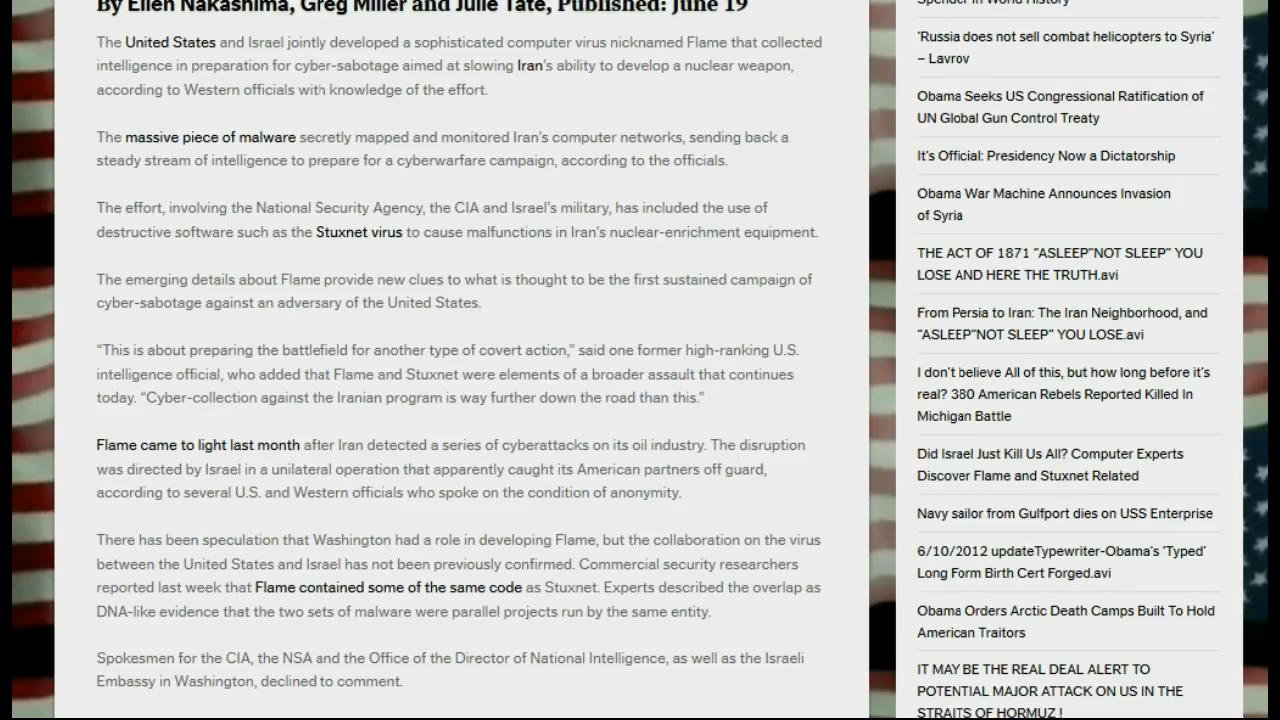 By Ellen Nakashima, Greg Miller and Julie Tate, Published: June 19
The United States and Israel jointly developed a sophisticated computer virus nicknamed Flame that collected
intelligence in preparation for cyber-sabotage aimed at slowing Iran's ability to develop a nuclear weapon,
according to Western officials with knowledge of the effort.
The massive piece of malware secretly mapped and monitored Iran's computer networks, sending back a
steady stream of intelligence to prepare for a cyberwarfare campaign, according to the officials.
The effort, involving the National Security Agency, the CIA and Israel's military, has included the use of
destructive software such as the Stuxnet virus to cause malfunctions in Iran's nuclear-enrichment equipment.
The emerging details about Flame provide new clues to what is thought to be the first sustained campaign of
cyber-sabotage against an adversary of the United States.
“This is about preparing the battlefield for another type of covert action,” said one former high-ranking U.S.
intelligence official, who added that Flame and Stuxnet were elements of a broader assault that continues
today. “Cyber-collection against the Iranian program is way further down the road than this.”
Flame came to light last month after Iran detected a series of cyberattacks on its oil industry. The disruption
was directed by Israel in a unilateral operation that apparently caught its American partners off guard,
according to several U.S. and Western officials who spoke on the condition of anonymity.
There has been speculation that Washington had a role in developing Flame, but the collaboration on the virus
between the United States and Israel has not been previously confirmed. Commercial security researchers
reported last week that Flame contained some of the same code as Stuxnet. Experts described the overlap as
DNA-like evidence that the two sets of malware were parallel projects run by the same entity.
Spokesmen for the CIA, the NSA and the Office of the Director of National Intelligence, as well as the Israeli
Embassy in Washington, declined to comment.
Spender in World History
'Russia does not sell combat helicopters to Syria'
– Lavrov
Obama Seeks US Congressional Ratification of
UN Global Gun Control Treaty
It's Official: Presidency Now a Dictatorship
Obama War Machine Announces Invasion
of Syria
THE ACT OF 1871 "ASLEEP"NOT SLEEP" YOU
LOSE AND HERE THE TRUTH.avi
From Persia to Iran: The Iran Neighborhood, and
"ASLEEP"NOT SLEEP" YOU LOSE.avi
I don't believe All of this, but how long before it's
real? 380 American Rebels Reported Killed In
Michigan Battle
Did Israel Just Kill Us All? Computer Experts
Discover Flame and Stuxnet Related
Navy sailor from Gulfport dies on USS Enterprise
6/10/2012 updateTypewriter-Obama's 'Typed'
Long Form Birth Cert Forged.avi
Obama Orders Arctic Death Camps Built To Hold
American Traitors
IT MAY BE THE REAL DEAL ALERT TO
POTENTIAL MAJOR ATTACK ON US IN THE
STRAITS OF HORMUZ !